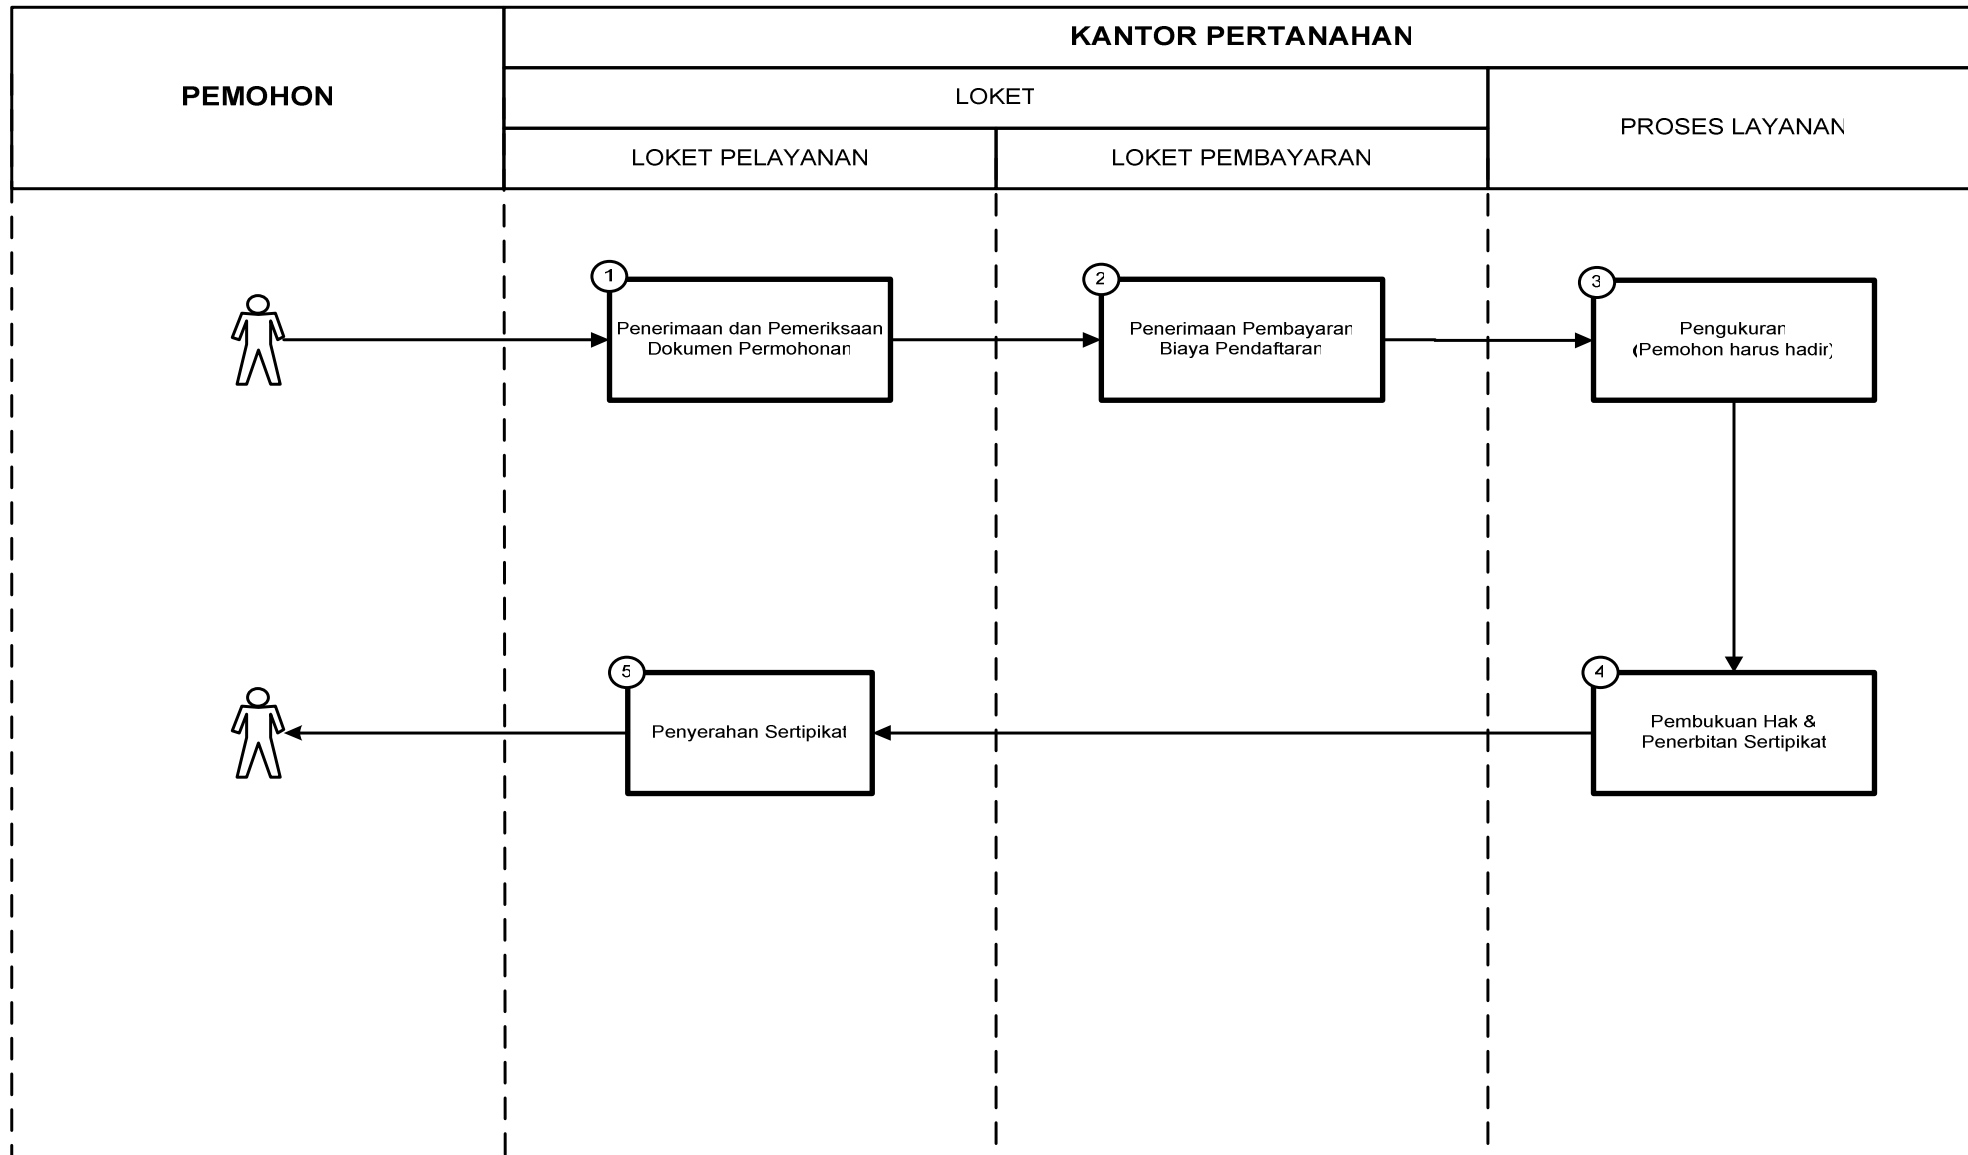 KANTOR PERTANAHAN
PEMOHON
LOKET
PROSES LAYANAN
LOKET PELAYANAN
LOKET PEMBAYARAN
1
Penerimaan dan Pemeriksaan
Dokumen Permohonan
2
Penerimaan Pembayaran
Biaya Pendaftaran
3
Pengukuran
(Pemohon harus hadir)
5
Penyerahan Sertipikat
4
Pembukuan Hak &
Penerbitan Sertipikat